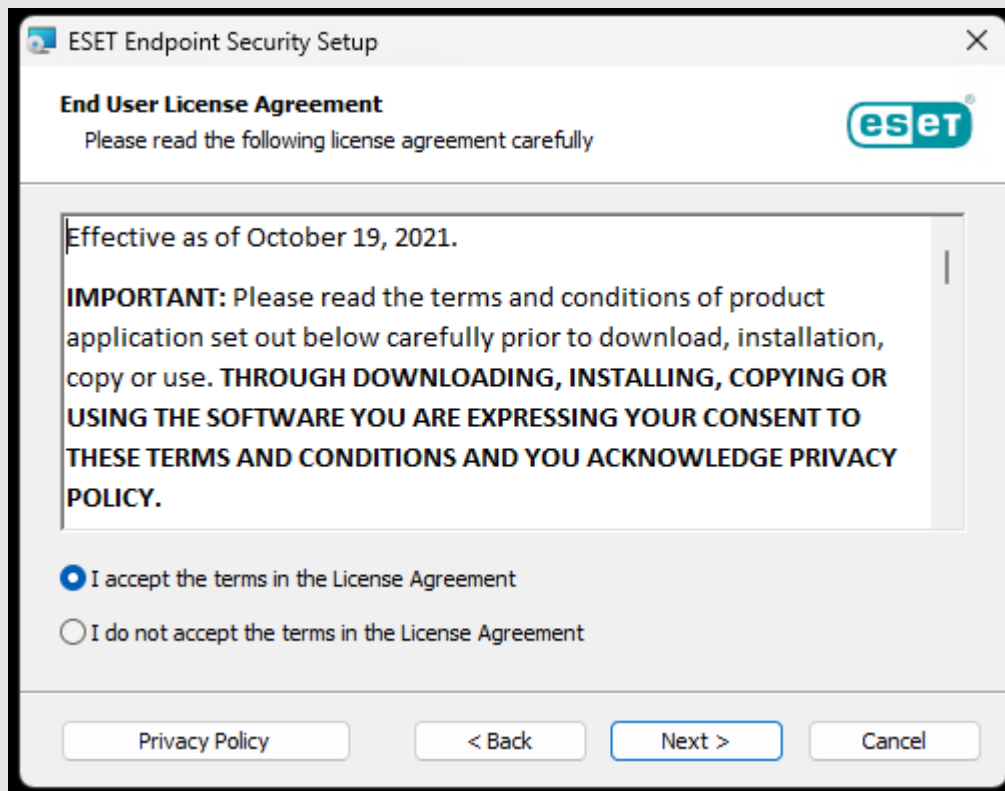 ESET Endpoint Security Setup
End User License Agreement
Please read the following license agreement carefully
eseT®
Effective as of October 19, 2021.
IMPORTANT: Please read the terms and conditions of product
application set out below carefully prior to download, installation,
copy or use. THROUGH DOWNLOADING, INSTALLING, COPYING OR
USING THE SOFTWARE YOU ARE EXPRESSING YOUR CONSENT TO
THESE TERMS AND CONDITIONS AND YOU ACKNOWLEDGE PRIVACY
POLICY.
I accept the terms in the License Agreement
I do not accept the terms in the License Agreement
Privacy Policy < Back Next > Cancel